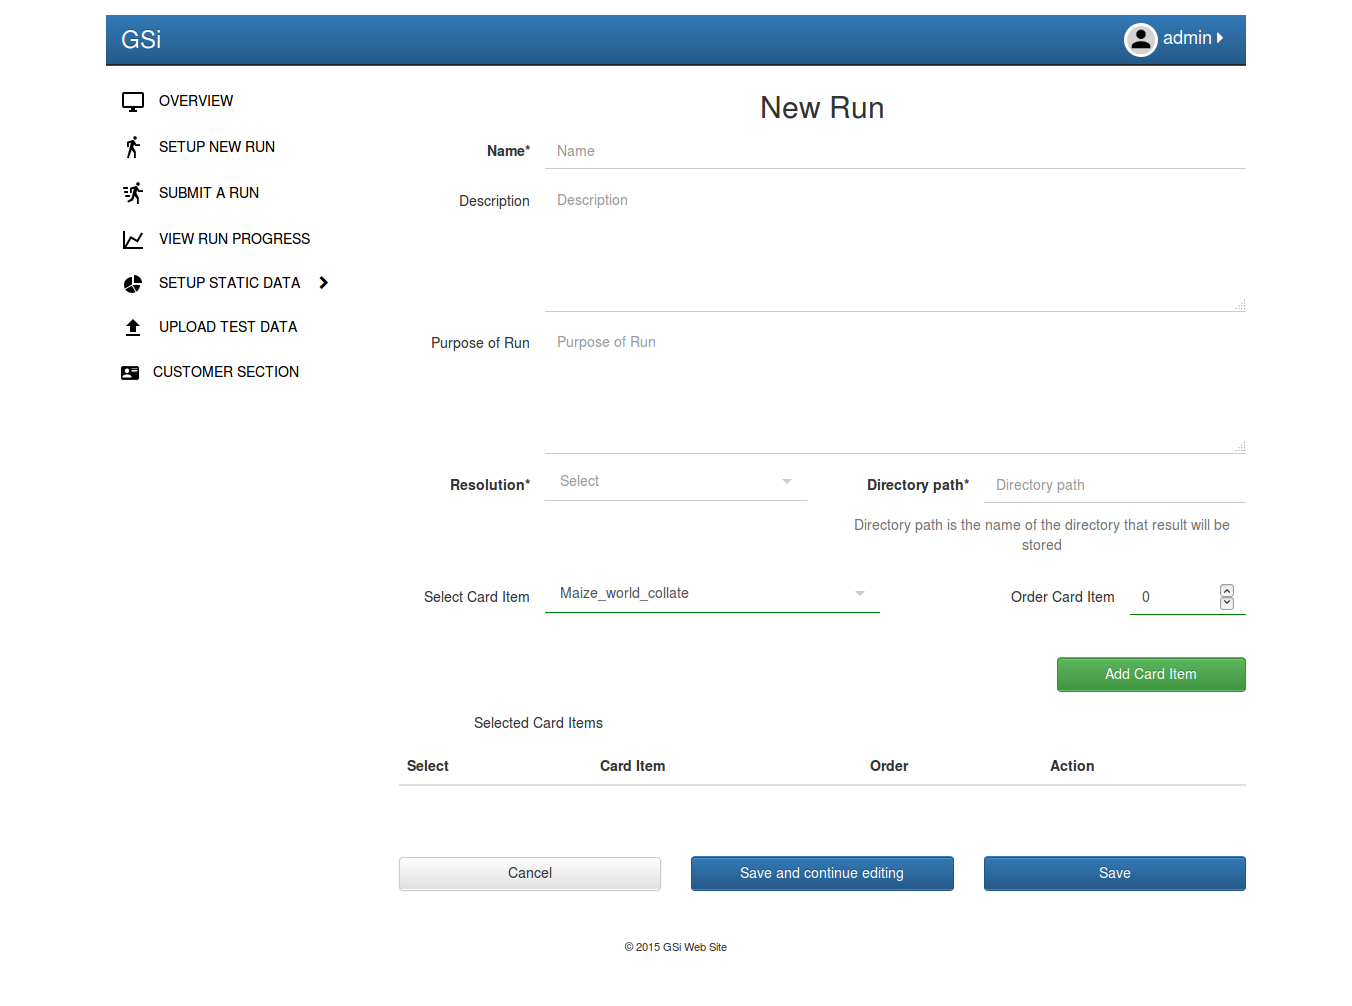 GSi
admin
OVERVIEW
SETUP NEW RUN
SUBMIT A RUN
VIEW RUN PROGRESS
SETUP STATIC DATA
UPLOAD TEST DATA
CUSTOMER SECTION
New Run
Name* Name
Description Description
Purpose of Run Purpose of Run
Resolution* Select Directory path* Directory path
Directory path is the name of the directory that result will be
stored
Select Card Item Maize_world_collate Order Card Item 0
Add Card Item
Selected Card Items
Select Card Item Order Action
Cancel Save and continue editing Save
© 2015 GSi Web Site